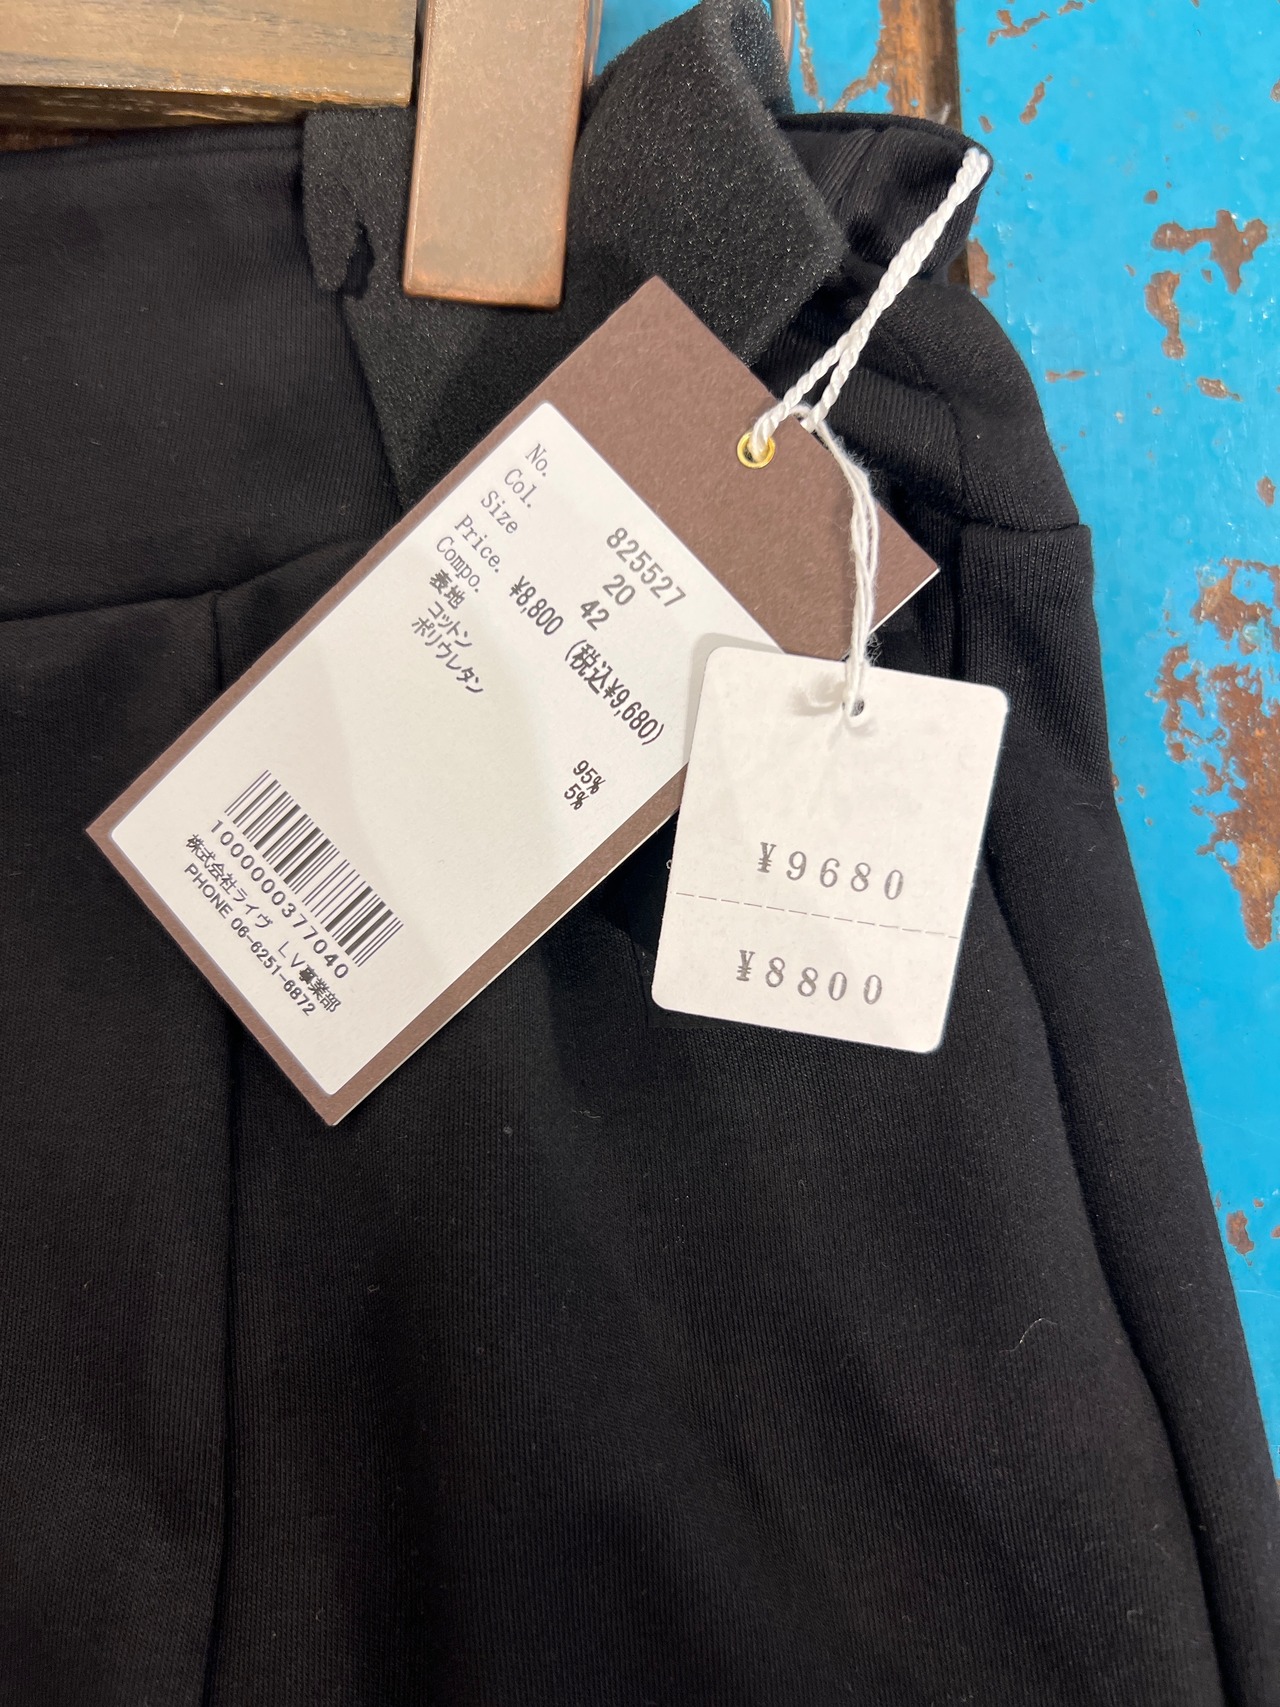 No. 825527
Col. 20
Size 42
Price. ¥8,800 (税込¥9,680)
Compo.
表地
コットン 95%
ポリウレタン 5%
1000000377040
株式会社ライヴ LV事業部
PHONE 06-6251-6872
¥9680
¥8800